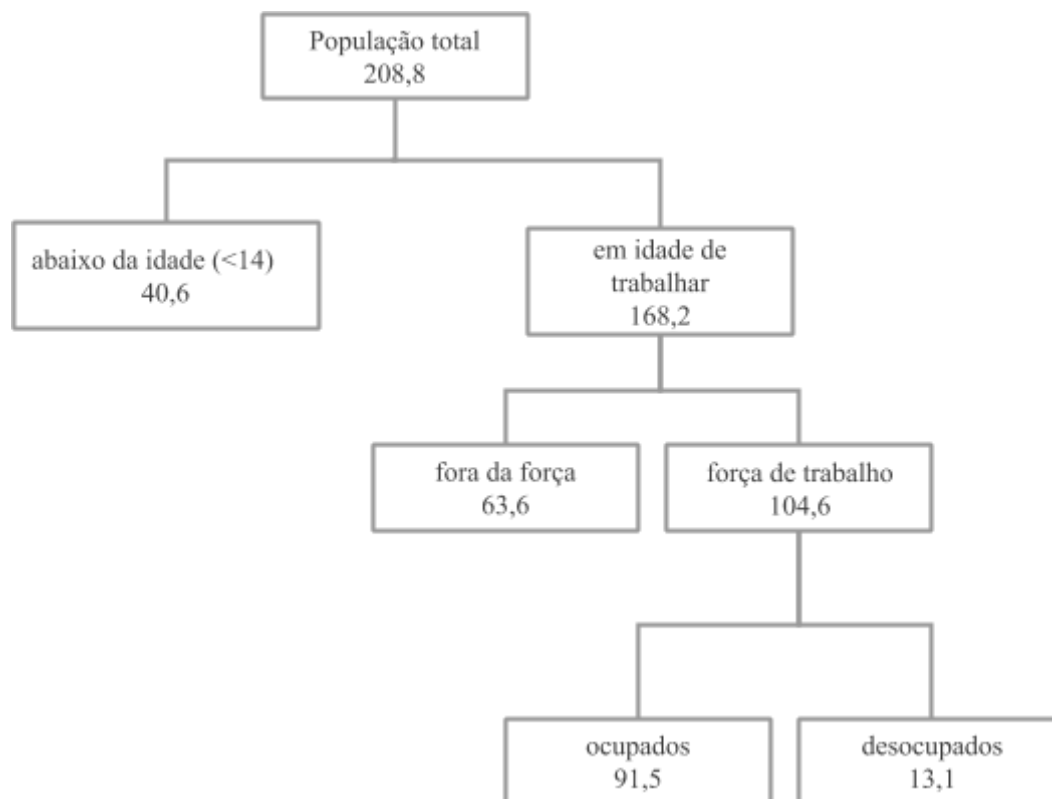 População total
208,8
abaixo da idade (<14)
40,6
em idade de
trabalhar
168,2
fora da força
63,6
força de trabalho
104,6
ocupados
91,5
desocupados
13,1